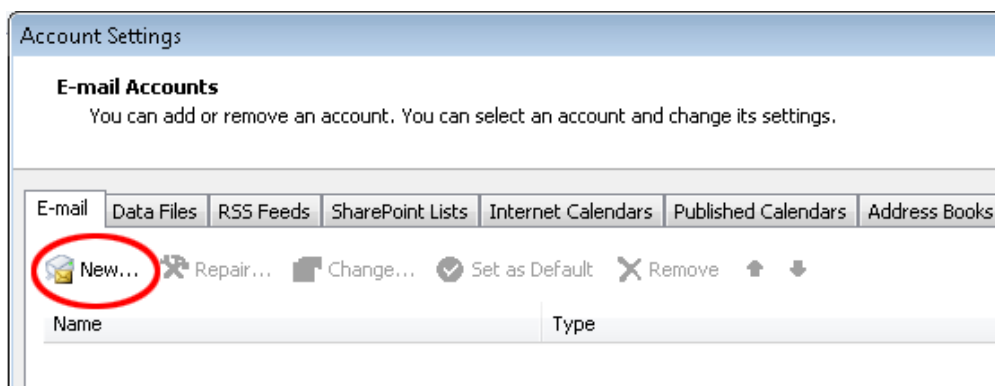 Account Settings
E-mail Accounts
You can add or remove an account. You can select an account and change its settings.
E-mail Data Files RSS Feeds SharePoint Lists Internet Calendars Published Calendars Address Books
New... Repair... Change... Set as Default Remove
Name Type